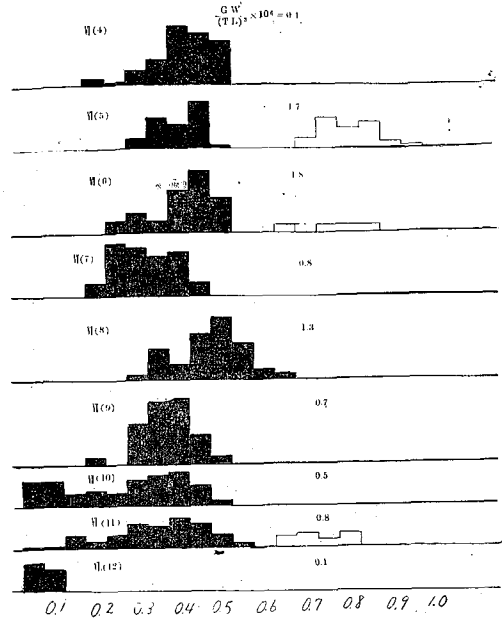 GW
Ⅵ(4) (TL)³ ×10⁶ = 0.1
Ⅵ(5) 1.7
Ⅵ(6) 1.8
Ⅵ(7) 0.8
Ⅵ(8) 1.3
Ⅵ(9) 0.7
Ⅵ(10) 0.5
Ⅵ(11) 0.8
Ⅵ(12) 0.1
0.1 0.2 0.3 0.4 0.5 0.6 0.7 0.8 0.9 1.0